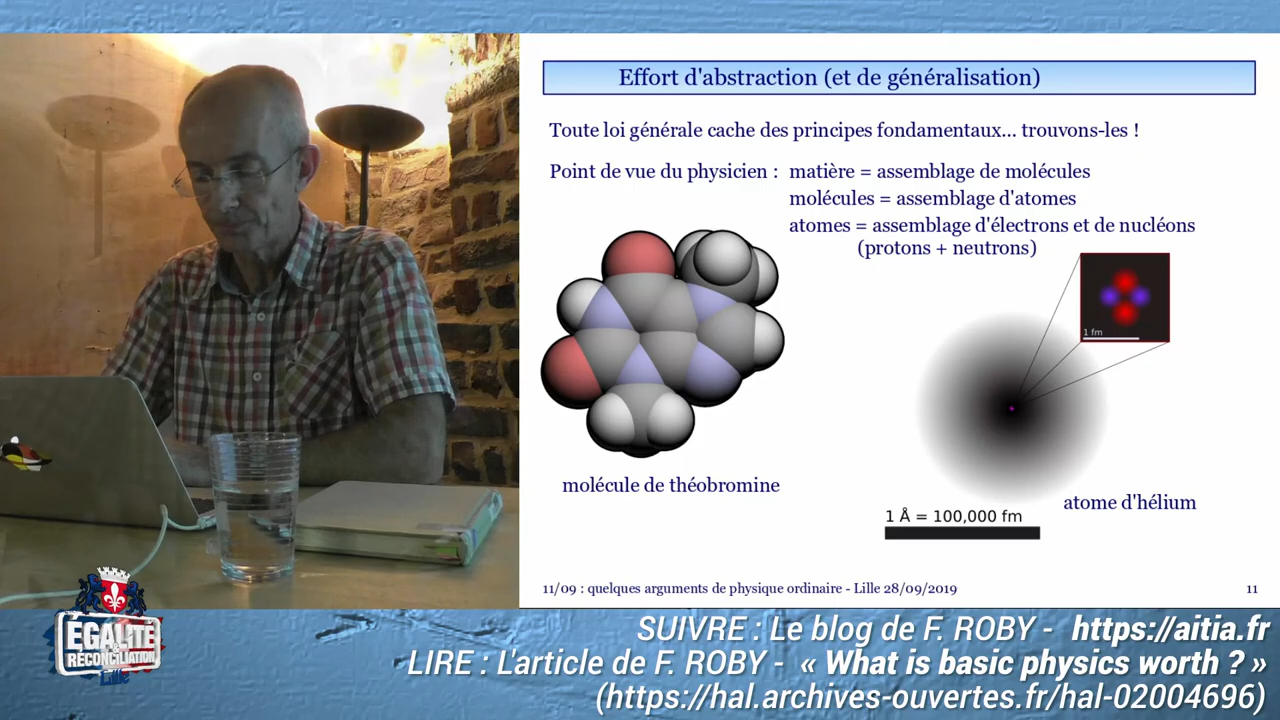 Effort d'abstraction (et de généralisation)
Toute loi générale cache des principes fondamentaux... trouvons-les !
Point de vue du physicien : matière = assemblage de molécules
molécules = assemblage d'atomes
atomes = assemblage d'électrons et de nucléons
(protons + neutrons)
1 fm
molécule de théobromine
atome d'hélium
1 Å = 100,000 fm
11/09 : quelques arguments de physique ordinaire - Lille 28/09/2019
11
ÉGALITÉ
&
RÉCONCILIATION
Lille
SUIVRE : Le blog de F. ROBY - https://aitia.fr
LIRE : L'article de F. ROBY - « What is basic physics worth ? »
(https://hal.archives-ouvertes.fr/hal-02004696)